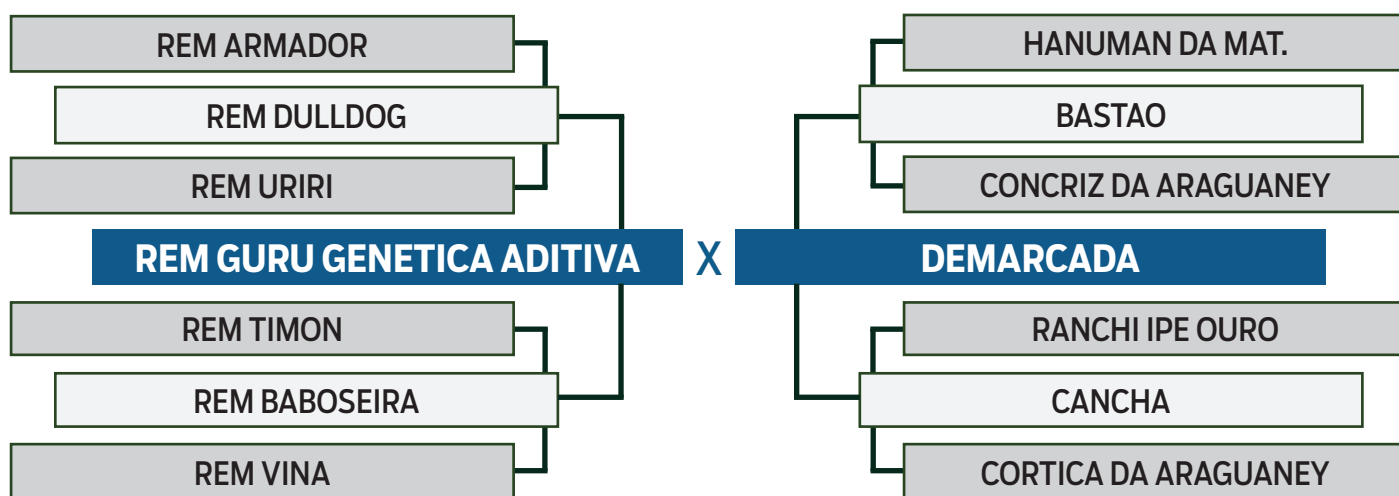 REM ARMADOR
REM DULLDOG
REM URIRI
REM GURU GENETICA ADITIVA
REM TIMON
REM BABOSEIRA
REM VINA
X
HANUMAN DA MAT.
BASTAO
CONCRIZ DA ARAGUANEY
DEMARCADA
RANCHI IPE OURO
CANCHA
CORTICA DA ARAGUANEY